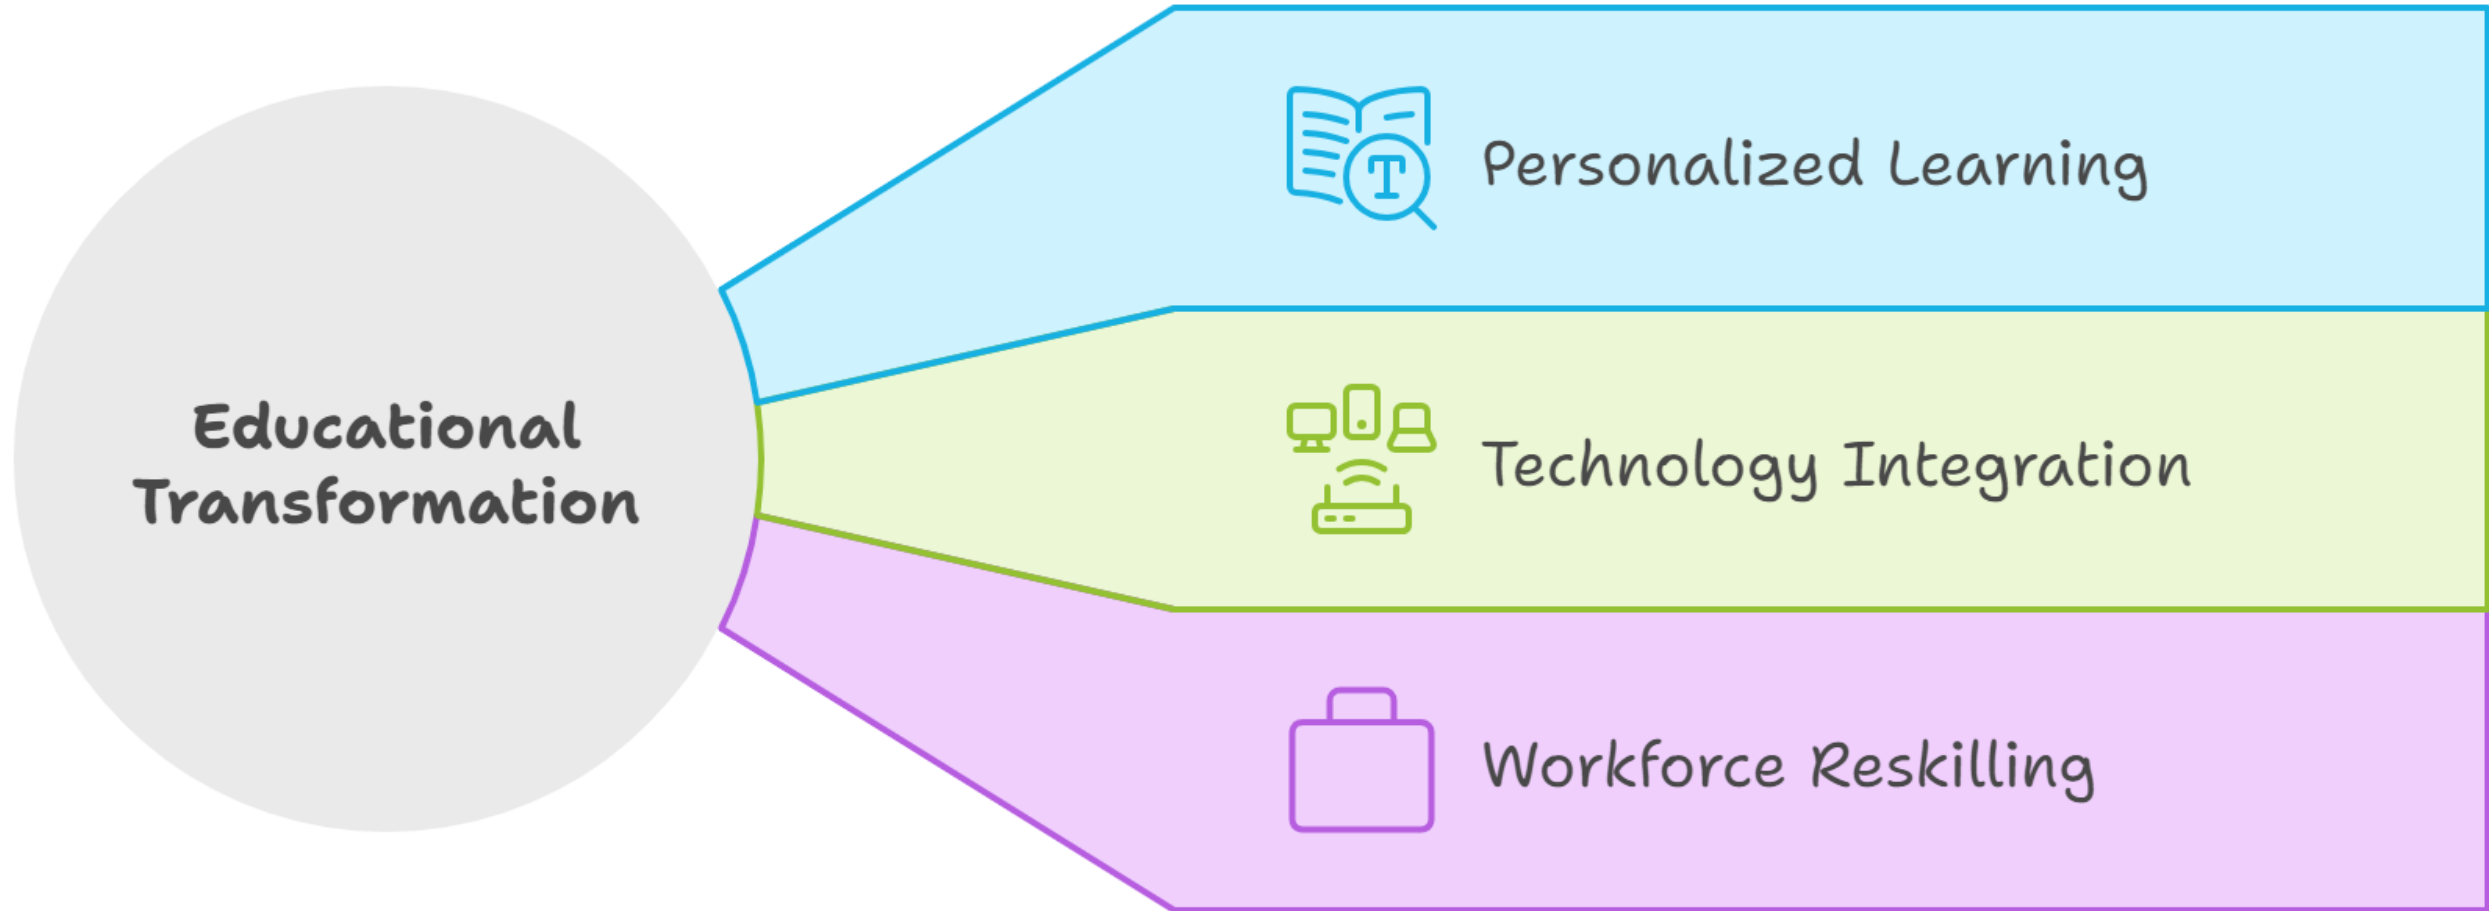 Educational
Transformation
Personalized Learning
T
Technology Integration
Workforce Reskilling